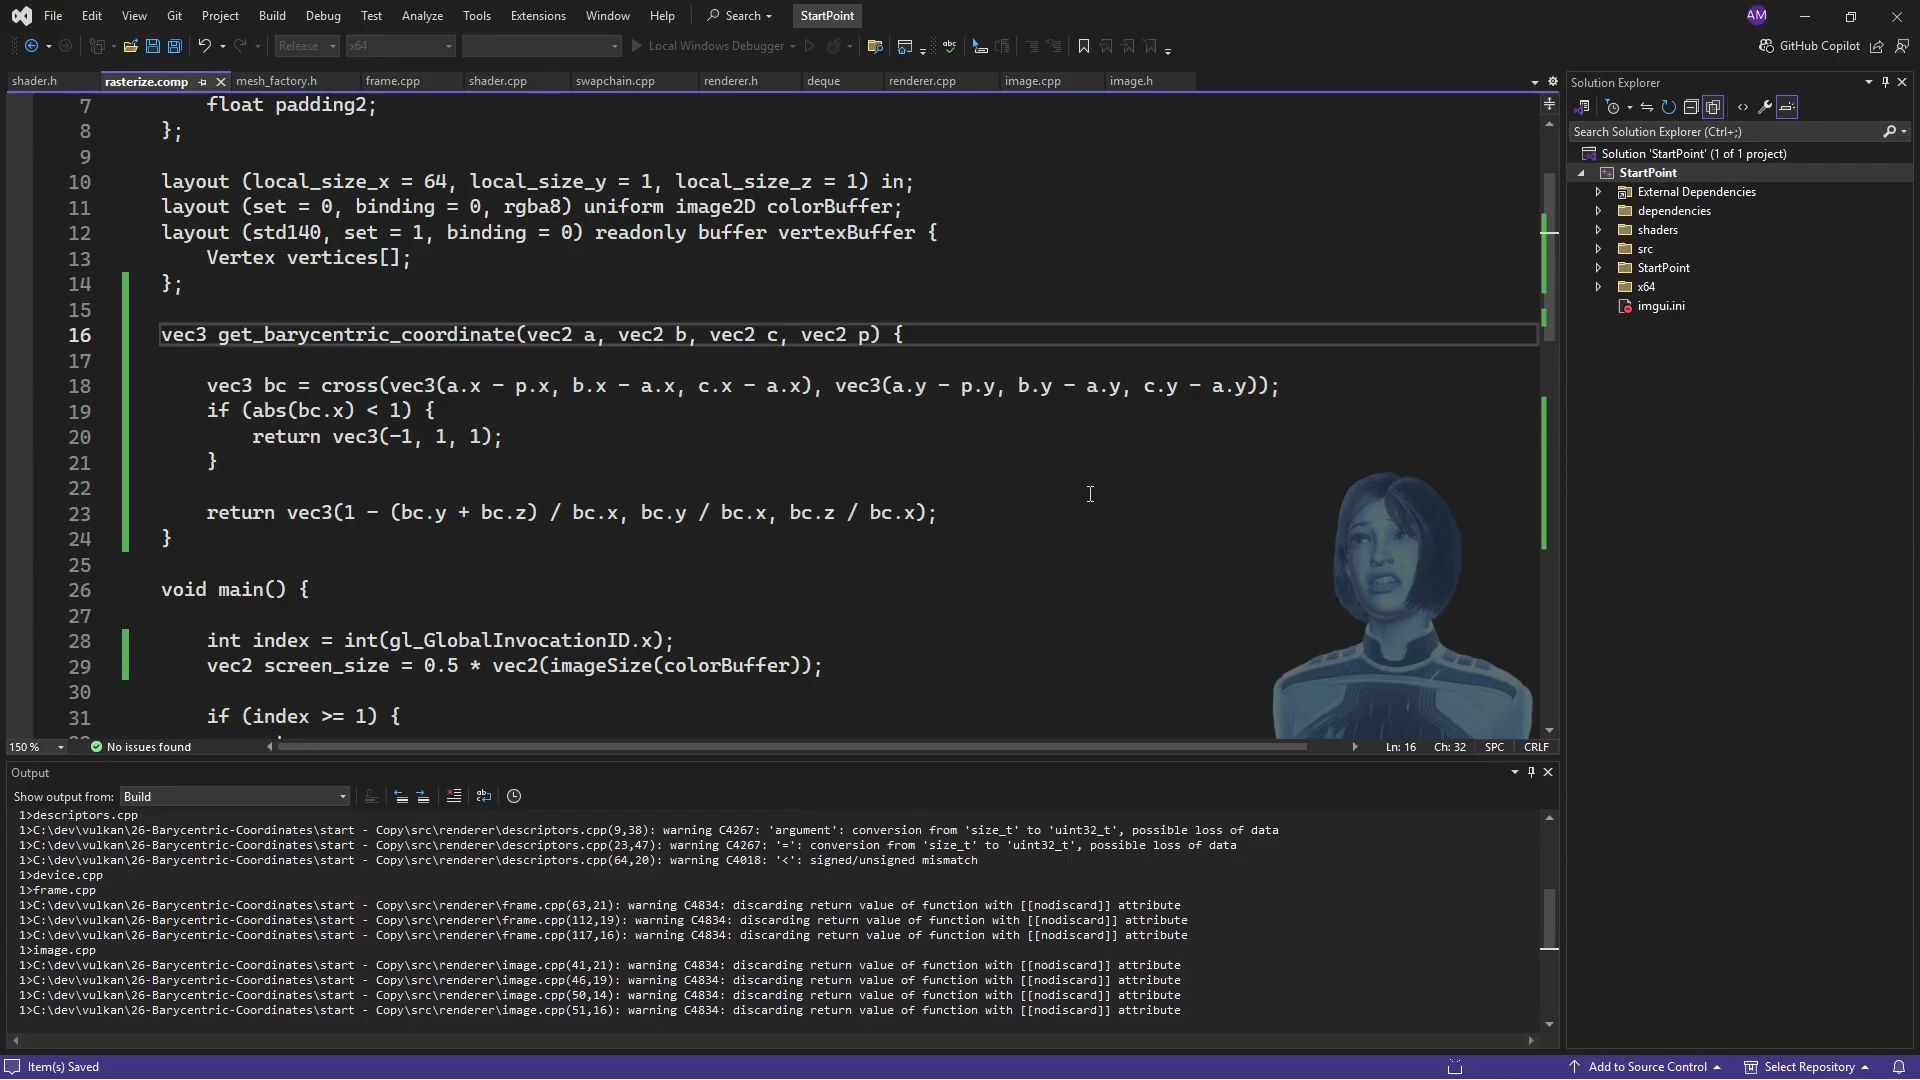 File Edit View Git Project Build Debug Test Analyze Tools Extensions Window Help Search StartPoint AM
Release x64 Local Windows Debugger abc GitHub Copilot
shader.h rasterize.comp mesh_factory.h frame.cpp shader.cpp swapchain.cpp renderer.h deque renderer.cpp image.cpp image.h
7 float padding2;
8 };
9
10 layout (local_size_x = 64, local_size_y = 1, local_size_z = 1) in;
11 layout (set = 0, binding = 0, rgba8) uniform image2D colorBuffer;
12 layout (std140, set = 1, binding = 0) readonly buffer vertexBuffer {
13 Vertex vertices[];
14 };
15
16 vec3 get_barycentric_coordinate(vec2 a, vec2 b, vec2 c, vec2 p) {
17
18 vec3 bc = cross(vec3(a.x - p.x, b.x - a.x, c.x - a.x), vec3(a.y - p.y, b.y - a.y, c.y - a.y));
19 if (abs(bc.x) < 1) {
20 return vec3(-1, 1, 1);
21 }
22
23 return vec3(1 - (bc.y + bc.z) / bc.x, bc.y / bc.x, bc.z / bc.x);
24 }
25
26 void main() {
27
28 int index = int(gl_GlobalInvocationID.x);
29 vec2 screen_size = 0.5 * vec2(imageSize(colorBuffer));
30
31 if (index >= 1) {
150 % No issues found Ln: 16 Ch: 32 SPC CRLF
Output
Show output from: Build
1>descriptors.cpp
1>C:\dev\vulkan\26-Barycentric-Coordinates\start - Copy\src\renderer\descriptors.cpp(9,38): warning C4267: 'argument': conversion from 'size_t' to 'uint32_t', possible loss of data
1>C:\dev\vulkan\26-Barycentric-Coordinates\start - Copy\src\renderer\descriptors.cpp(23,47): warning C4267: '=': conversion from 'size_t' to 'uint32_t', possible loss of data
1>C:\dev\vulkan\26-Barycentric-Coordinates\start - Copy\src\renderer\descriptors.cpp(64,20): warning C4018: '<': signed/unsigned mismatch
1>device.cpp
1>frame.cpp
1>C:\dev\vulkan\26-Barycentric-Coordinates\start - Copy\src\renderer\frame.cpp(63,21): warning C4834: discarding return value of function with [[nodiscard]] attribute
1>C:\dev\vulkan\26-Barycentric-Coordinates\start - Copy\src\renderer\frame.cpp(112,19): warning C4834: discarding return value of function with [[nodiscard]] attribute
1>C:\dev\vulkan\26-Barycentric-Coordinates\start - Copy\src\renderer\frame.cpp(117,16): warning C4834: discarding return value of function with [[nodiscard]] attribute
1>image.cpp
1>C:\dev\vulkan\26-Barycentric-Coordinates\start - Copy\src\renderer\image.cpp(41,21): warning C4834: discarding return value of function with [[nodiscard]] attribute
1>C:\dev\vulkan\26-Barycentric-Coordinates\start - Copy\src\renderer\image.cpp(46,19): warning C4834: discarding return value of function with [[nodiscard]] attribute
1>C:\dev\vulkan\26-Barycentric-Coordinates\start - Copy\src\renderer\image.cpp(50,14): warning C4834: discarding return value of function with [[nodiscard]] attribute
1>C:\dev\vulkan\26-Barycentric-Coordinates\start - Copy\src\renderer\image.cpp(51,16): warning C4834: discarding return value of function with [[nodiscard]] attribute
Solution Explorer
Search Solution Explorer (Ctrl+;)
Solution 'StartPoint' (1 of 1 project)
StartPoint
External Dependencies
dependencies
shaders
src
StartPoint
x64
imgui.ini
Item(s) Saved Add to Source Control Select Repository